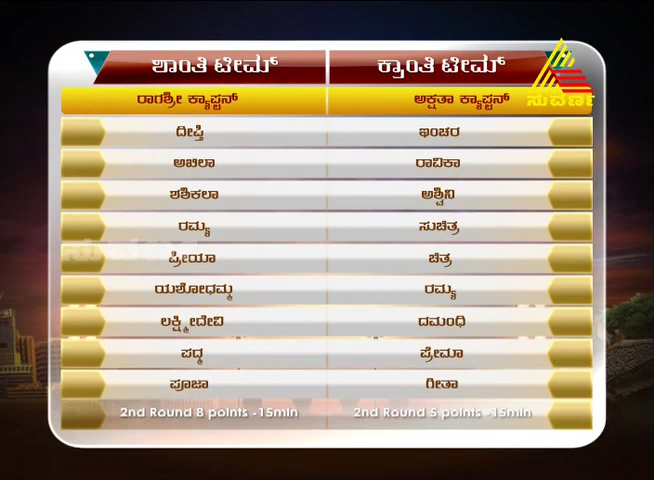 ಶಾಂತಿ ಟೀಮ್ ಕ್ರಾಂತಿ ಟೀಮ್
ಸುವರ್ಣ
ರಾಗಶ್ರೀ ಕ್ಯಾಪ್ಟನ್ ಅಕ್ಷತಾ ಕ್ಯಾಪ್ಟನ್
ದೀಪ್ತಿ ಇಂಚರ
ಅಖಿಲಾ ರಾವಿಕಾ
ಶಶಿಕಲಾ ಅಶ್ವಿನಿ
ರಮ್ಯ ಸುಚಿತ್ರ
ಪ್ರೀಯಾ ಚಿತ್ರ
ಯಶೋಧಮ್ಮ ರಮ್ಯ
ಲಕ್ಷ್ಮೀದೇವಿ ದಮಂಧಿ
ಪದ್ಮ ಪ್ರೇಮಾ
ಪೂಜಾ ಗೀತಾ
2nd Round 8 points -15min 2nd Round 5 points -15min